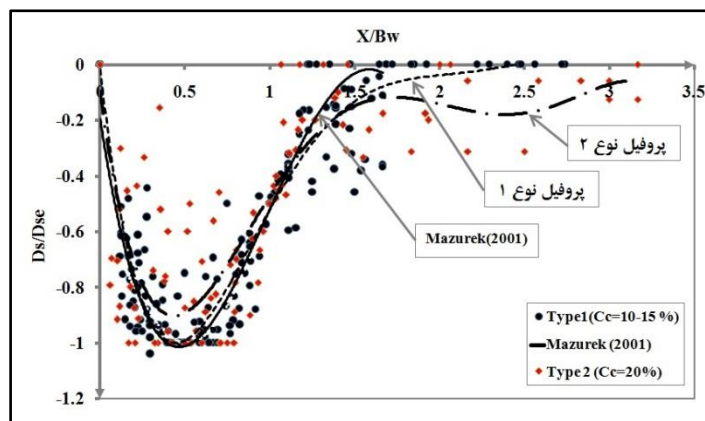 X/Bw
0
0 0.5 1 1.5 2 2.5 3 3.5
-0.2
-0.4
-0.6
-0.8
-1
-1.2
Ds/Dse
پروفیل نوع ۲
پروفیل نوع ۱
Mazurek(2001)
Type1(Cc=10-15 %)
Mazurek (2001)
Type 2 (Cc=20%)